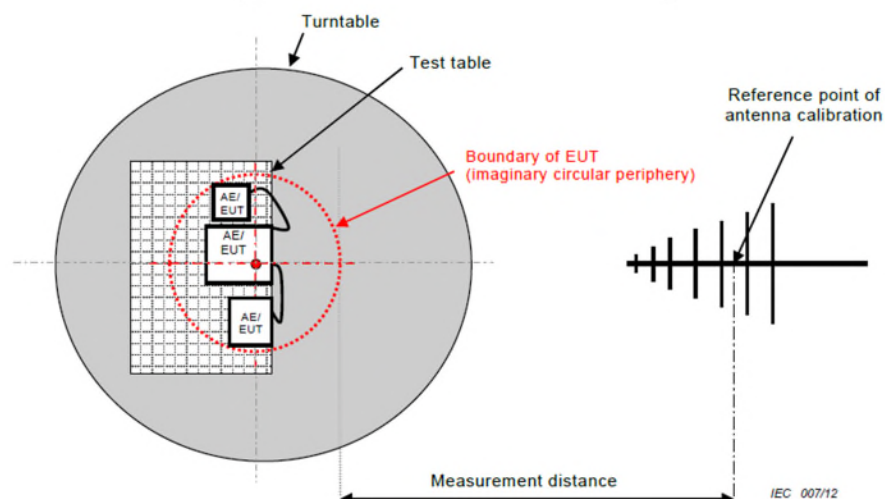 Turntable
Test table
Reference point of
antenna calibration
Boundary of EUT
(imaginary circular periphery)
AE/
EUT
AE/
EUT
AE/
EUT
Measurement distance
IEC 007/12